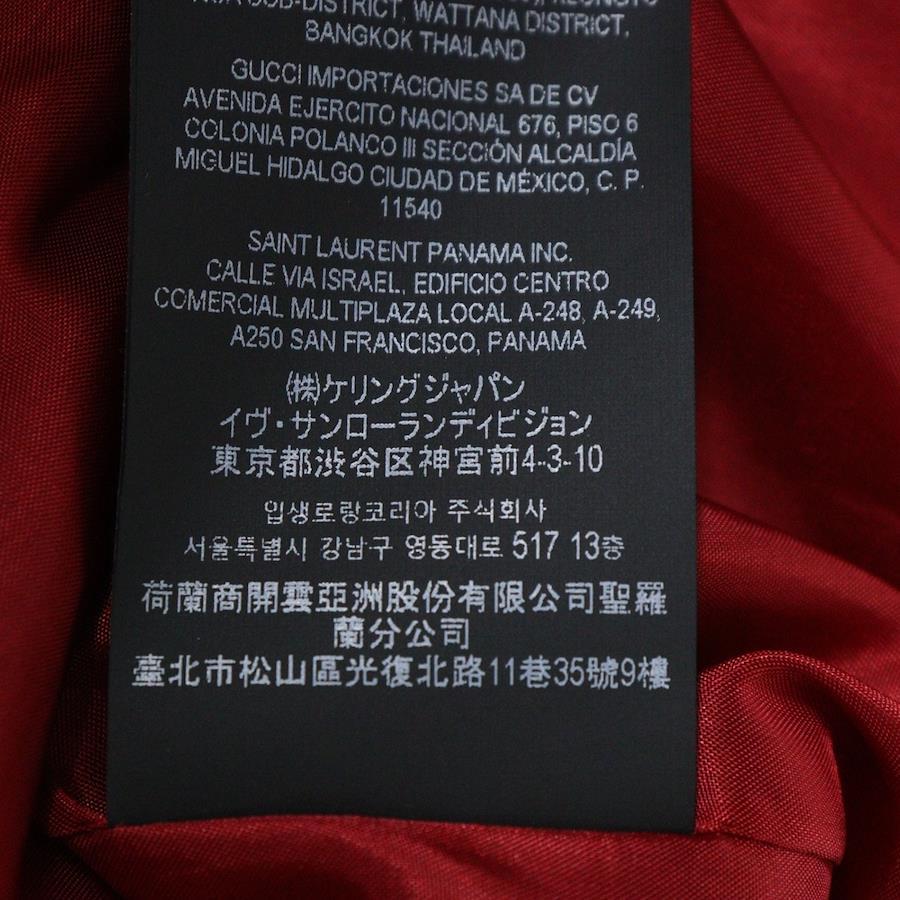 SUB-DISTRICT, WATTANA DISTRICT,
BANGKOK THAILAND
GUCCI IMPORTACIONES SA DE CV
AVENIDA EJERCITO NACIONAL 676, PISO 6
COLONIA POLANCO III SECCIÓN ALCALDÍA
MIGUEL HIDALGO CIUDAD DE MÉXICO, C. P.
11540
SAINT LAURENT PANAMA INC.
CALLE VIA ISRAEL, EDIFICIO CENTRO
COMERCIAL MULTIPLAZA LOCAL A-248, A-249,
A250 SAN FRANCISCO, PANAMA
(株)ケリングジャパン
イヴ・サンローランディビジョン
東京都渋谷区神宮前4-3-10
입생로랑코리아 주식회사
서울특별시 강남구 영동대로 517 13층
荷蘭商開雲亞洲股份有限公司聖羅
蘭分公司
臺北市松山區光復北路11巷35號9樓